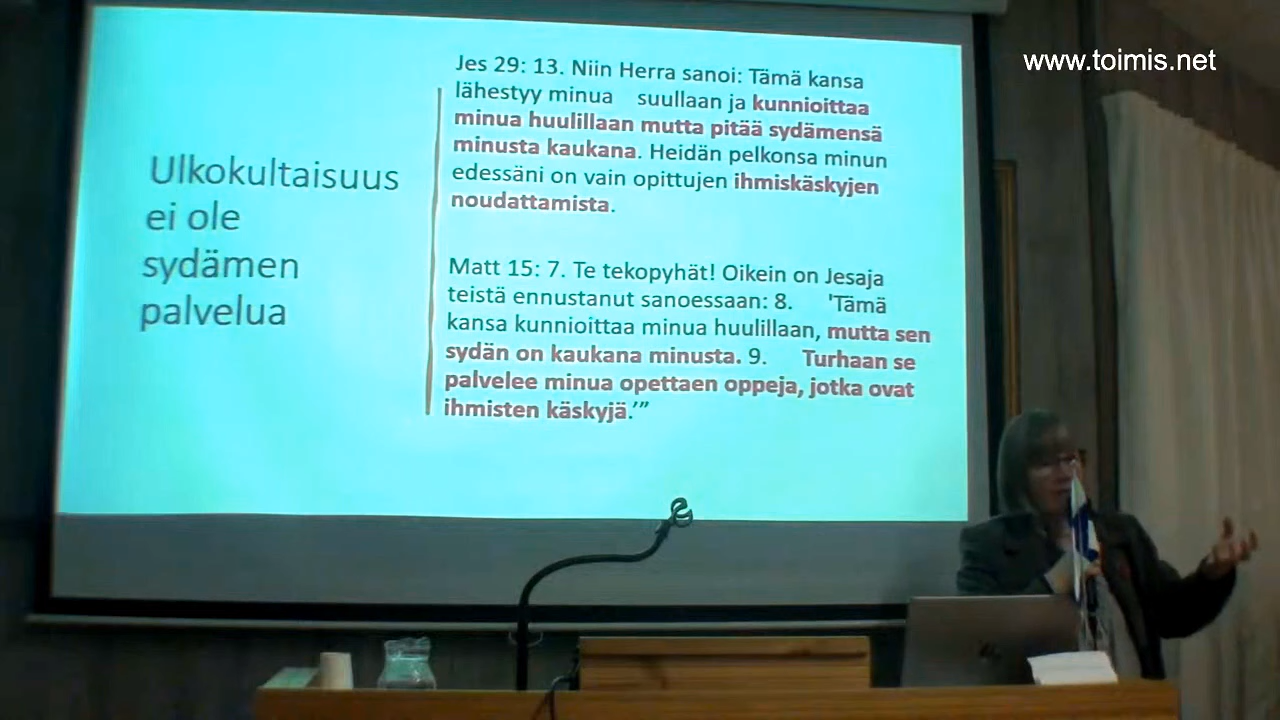 www.toimis.net
Ulkokultaisuus
ei ole
sydämen
palvelua
Jes 29: 13. Niin Herra sanoi: Tämä kansa
lähestyy minua suullaan ja kunnioittaa
minua huulillaan mutta pitää sydämensä
minusta kaukana. Heidän pelkonsa minun
edessäni on vain opittujen ihmiskäskyjen
noudattamista.
Matt 15: 7. Te tekopyhät! Oikein on Jesaja
teistä ennustanut sanoessaan: 8. 'Tämä
kansa kunnioittaa minua huulillaan, mutta sen
sydän on kaukana minusta. 9. Turhaan se
palvelee minua opettaen oppeja, jotka ovat
ihmisten käskyjä.'"